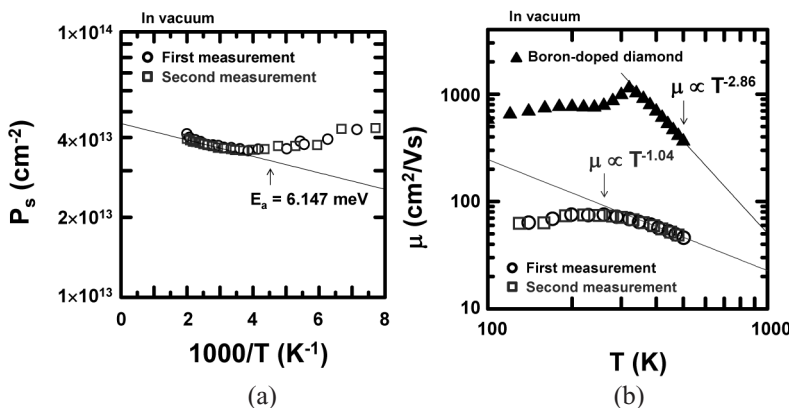 In vacuum
1×10¹⁴
First measurement
Second measurement
4×10¹³
2×10¹³
1×10¹³
Pₛ (cm⁻²)
Eₐ = 6.147 meV
0 2 4 6 8
1000/T (K⁻¹)
(a)
In vacuum
Boron-doped diamond
1000
μ ∝ T⁻²·⁸⁶
μ ∝ T⁻¹·⁰⁴
100
μ (cm²/Vs)
First measurement
Second measurement
10
100 1000
T (K)
(b)